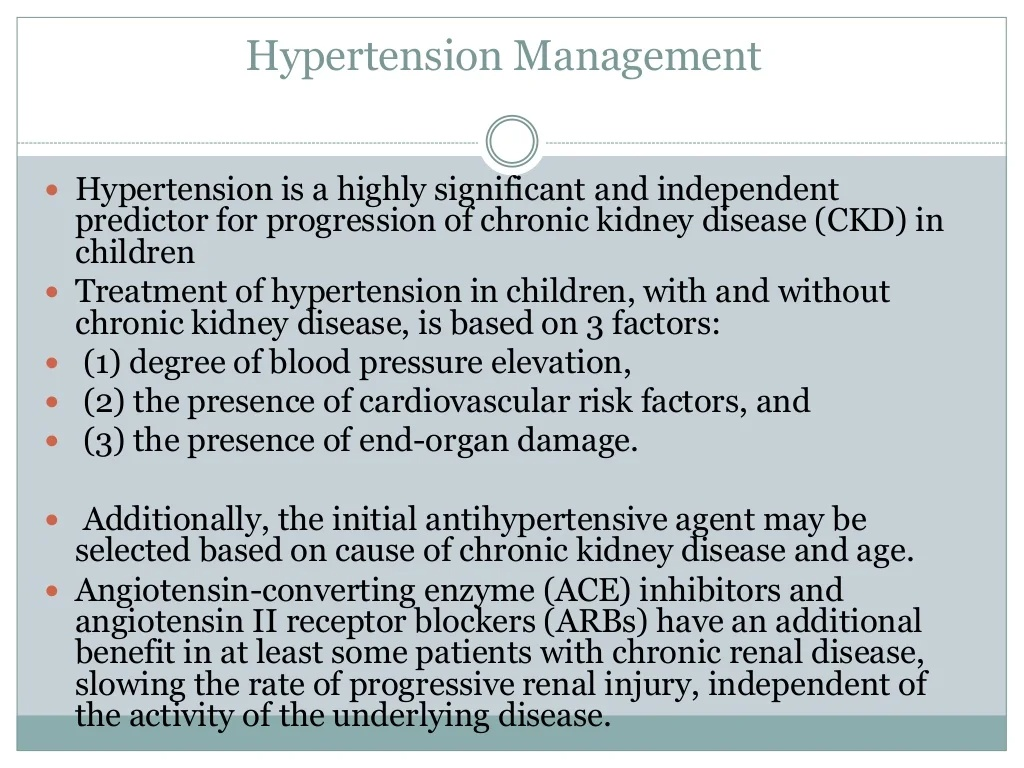 Hypertension Management
• Hypertension is a highly significant and independent
predictor for progression of chronic kidney disease (CKD) in
children
• Treatment of hypertension in children, with and without
chronic kidney disease, is based on 3 factors:
• (1) degree of blood pressure elevation,
• (2) the presence of cardiovascular risk factors, and
• (3) the presence of end-organ damage.
• Additionally, the initial antihypertensive agent may be
selected based on cause of chronic kidney disease and age.
• Angiotensin-converting enzyme (ACE) inhibitors and
angiotensin II receptor blockers (ARBs) have an additional
benefit in at least some patients with chronic renal disease,
slowing the rate of progressive renal injury, independent of
the activity of the underlying disease.